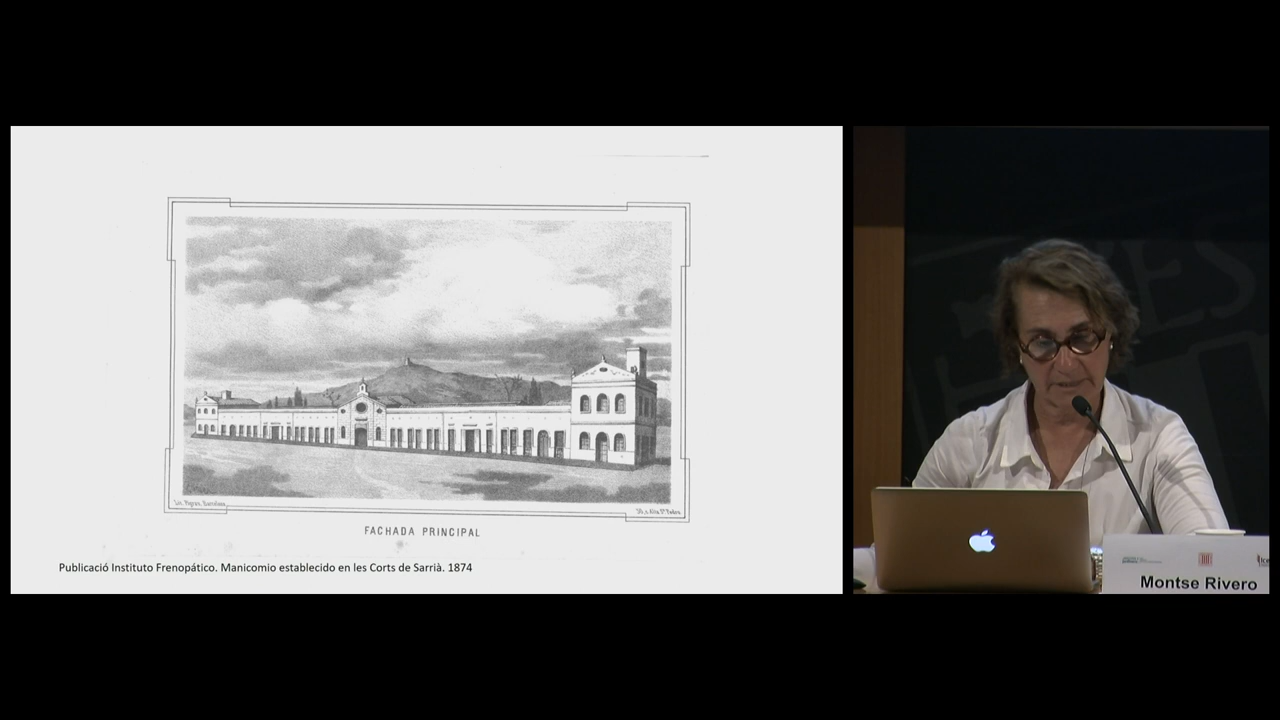 FACHADA PRINCIPAL
Publicació Instituto Frenopático. Manicomio establecido en les Corts de Sarrià. 1874
Montse Rivero